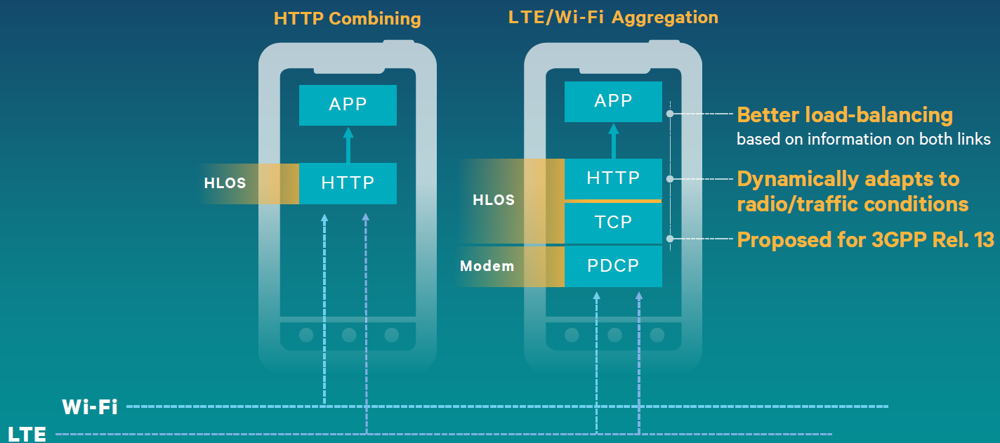 HTTP Combining
LTE/Wi-Fi Aggregation
APP
HLOS
HTTP
APP
HLOS
HTTP
TCP
Modem
PDCP
Better load-balancing
based on information on both links
Dynamically adapts to
radio/traffic conditions
Proposed for 3GPP Rel. 13
Wi-Fi
LTE